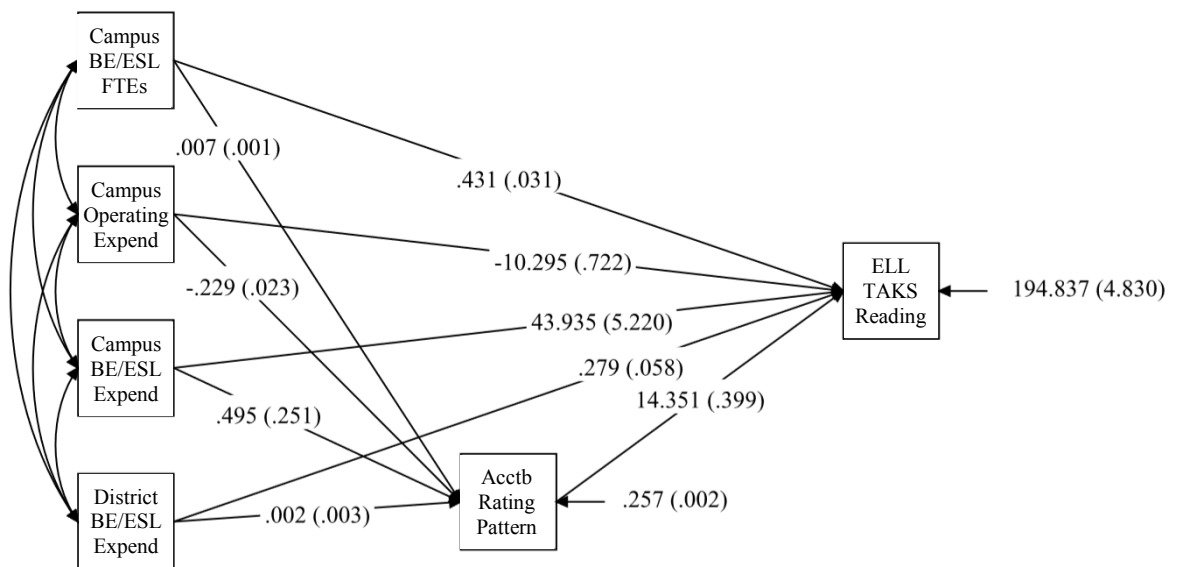 Campus
BE/ESL
FTEs
.007 (.001)
.431 (.031)
Campus
Operating
Expend
-10.295 (.722)
-.229 (.023)
ELL
TAKS
Reading
194.837 (4.830)
Campus
BE/ESL
Expend
43.935 (5.220)
.279 (.058)
14.351 (.399)
.495 (.251)
District
BE/ESL
Expend
.002 (.003)
Acctb
Rating
Pattern
.257 (.002)